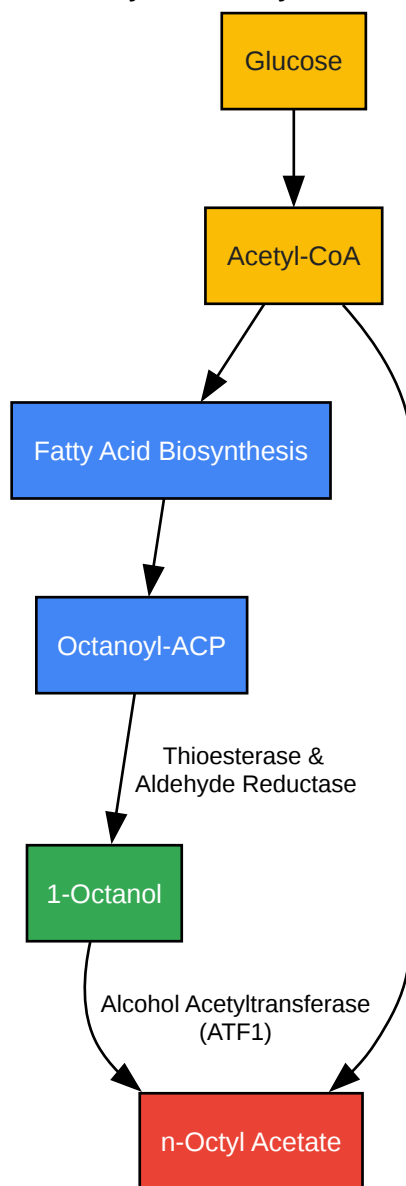 Glucose
Acetyl-CoA
Fatty Acid Biosynthesis
Octanoyl-ACP
Thioesterase &
Aldehyde Reductase
1-Octanol
Alcohol Acetyltransferase
(ATF1)
n-Octyl Acetate